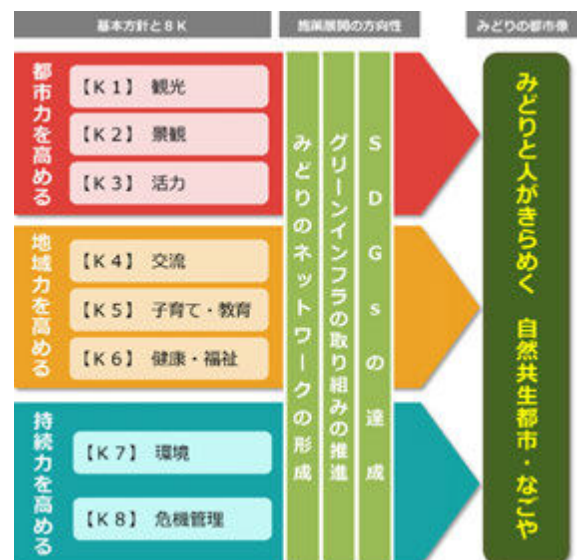 基本方針と8K
施策展開の方向性
みどりの都市像
都市力を高める
【K1】 観光
【K2】 景観
【K3】 活力
地域力を高める
【K4】 交流
【K5】 子育て・教育
【K6】 健康・福祉
持続力を高める
【K7】 環境
【K8】 危機管理
みどりのネットワークの形成
グリーンインフラの取り組みの推進
SDGsの達成
みどりと人がきらめく 自然共生都市・なごや